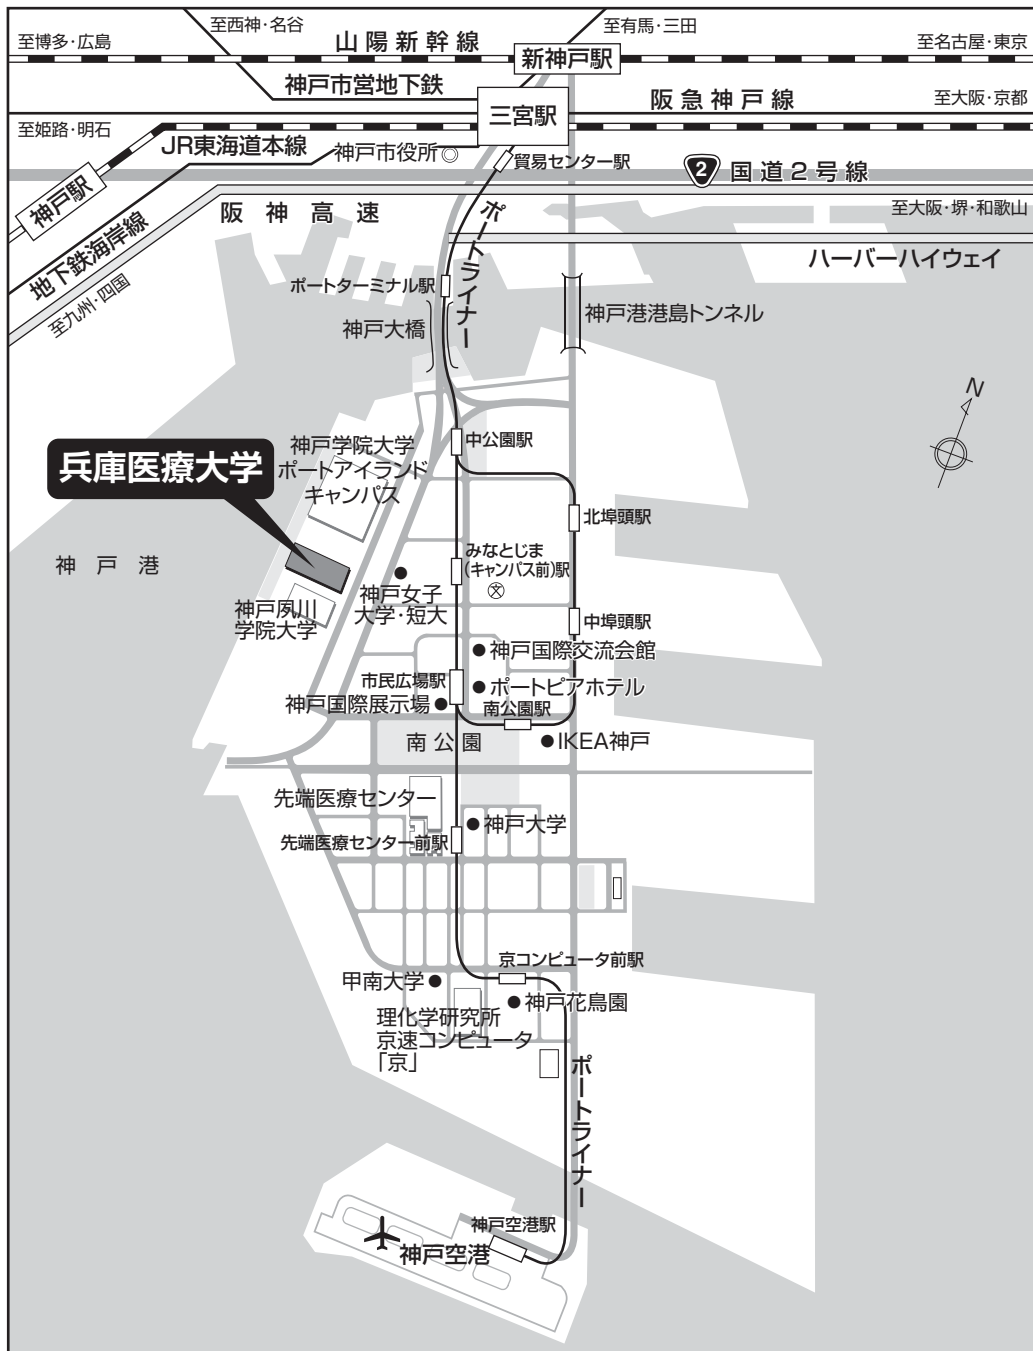 至西神・名谷
至有馬・三田
至博多・広島
山陽新幹線
至名古屋・東京
新神戸駅
神戸市営地下鉄
阪急神戸線
至大阪・京都
三宮駅
至姫路・明石
JR東海道本線
神戸市役所
貿易センター駅
2
国道2号線
神戸駅
阪神高速
至大阪・堺・和歌山
地下鉄海岸線
ポートライナー
ハーバーハイウェイ
至九州・四国
ポートターミナル駅
神戸大橋
神戸港港島トンネル
N
中公園駅
神戸学院大学
ポートアイランド
キャンパス
兵庫医療大学
北埠頭駅
神戸港
みなとじま
(キャンパス前)駅
文
神戸女子
大学・短大
神戸夙川
学院大学
中埠頭駅
神戸国際交流会館
市民広場駅
ポートピアホテル
神戸国際展示場
南公園駅
南公園
IKEA神戸
先端医療センター
神戸大学
先端医療センター前駅
京コンピュータ前駅
甲南大学
神戸花鳥園
理化学研究所
京速コンピュータ
「京」
ポートライナー
神戸空港駅
神戸空港